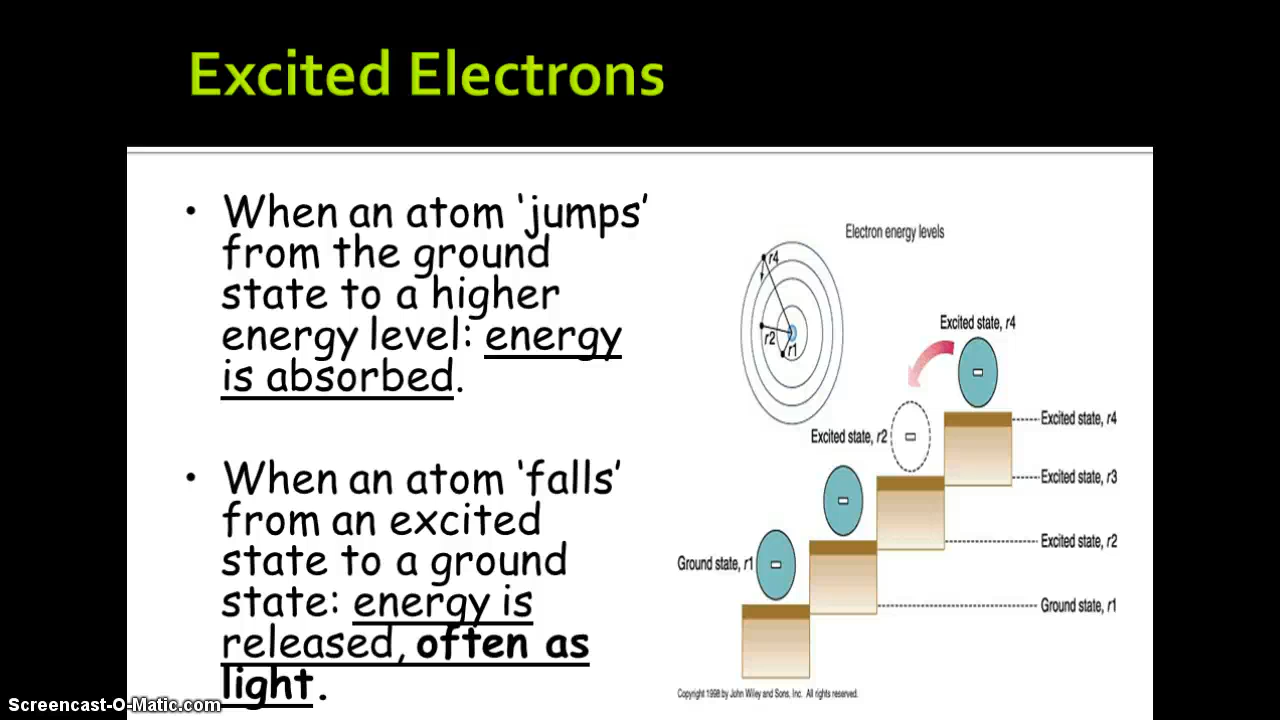 Excited Electrons
• When an atom ‘jumps’
from the ground
state to a higher
energy level: energy
is absorbed.
• When an atom ‘falls’
from an excited
state to a ground
state: energy is
released, often as
light.
Electron energy levels
r4
r2
r1
Excited state, r4
Excited state, r2
Ground state, r1
Excited state, r4
Excited state, r3
Excited state, r2
Ground state, r1
Copyright 1998 by John Wiley and Sons, Inc. All rights reserved.
Screencast-O-Matic.com